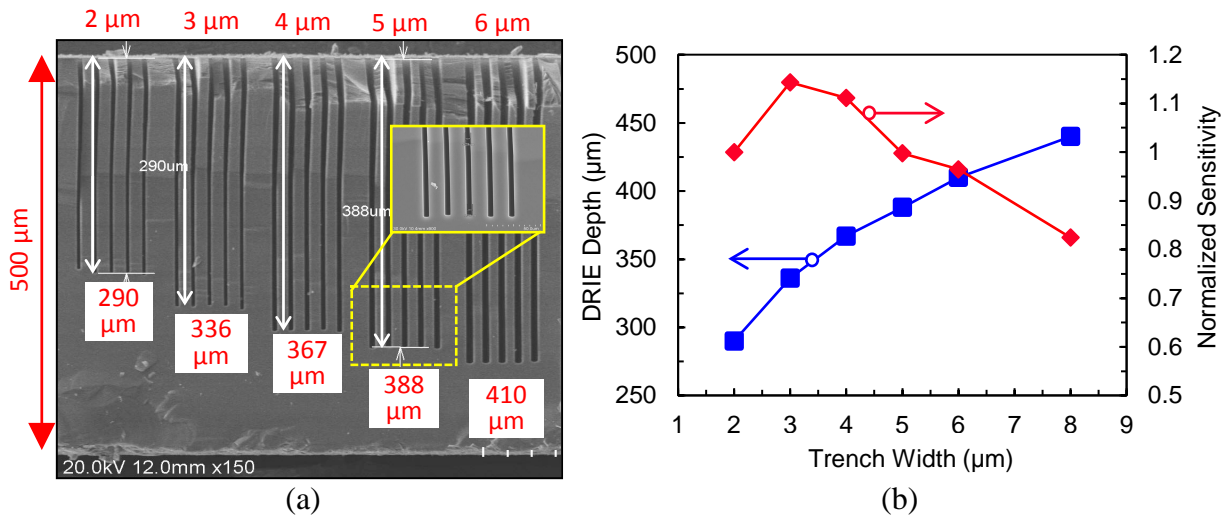 2 µm
3 µm
4 µm
5 µm
6 µm
500 µm
290um
388um
290
µm
336
µm
367
µm
388
µm
410
µm
20.0kV 12.0mm x150
(a)
500
450
400
350
300
250
DRIE Depth (µm)
1.2
1.1
1
0.9
0.8
0.7
0.6
0.5
Normalized Sensitivity
1 2 3 4 5 6 7 8 9
Trench Width (µm)
(b)